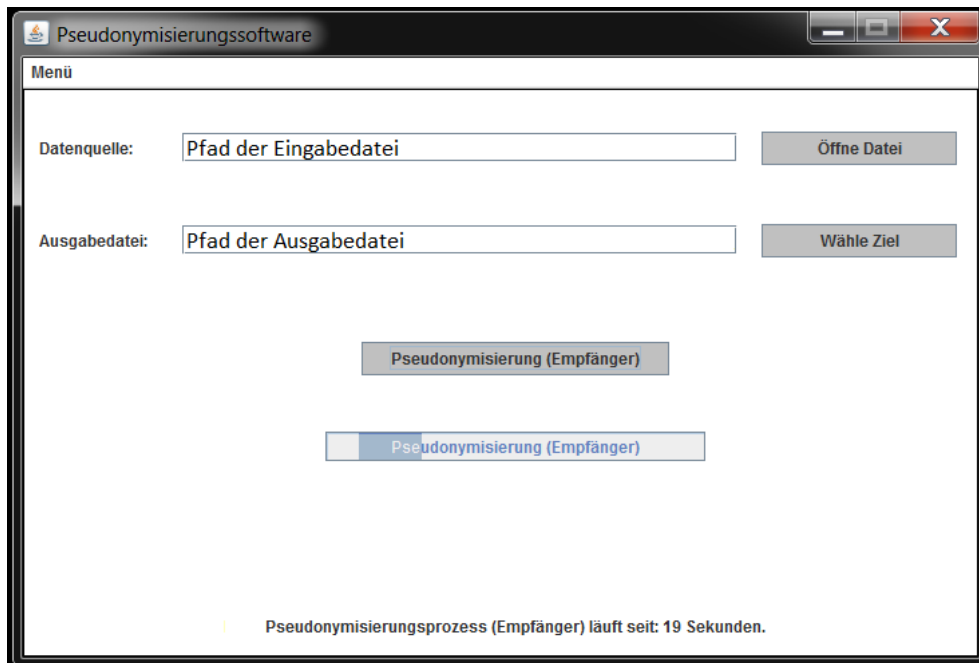 Pseudonymisierungssoftware
Menü
Datenquelle: Pfad der Eingabedatei Öffne Datei
Ausgabedatei: Pfad der Ausgabedatei Wähle Ziel
Pseudonymisierung (Empfänger)
Pseudonymisierung (Empfänger)
Pseudonymisierungsprozess (Empfänger) läuft seit: 19 Sekunden.